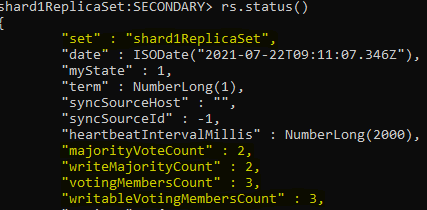 shard1ReplicaSet:SECONDARY> rs.status()
{
"set" : "shard1ReplicaSet",
"date" : ISODate("2021-07-22T09:11:07.346Z"),
"myState" : 1,
"term" : NumberLong(1),
"syncSourceHost" : "",
"syncSourceId" : -1,
"heartbeatIntervalMillis" : NumberLong(2000),
"majorityVoteCount" : 2,
"writeMajorityCount" : 2,
"votingMembersCount" : 3,
"writableVotingMembersCount" : 3,